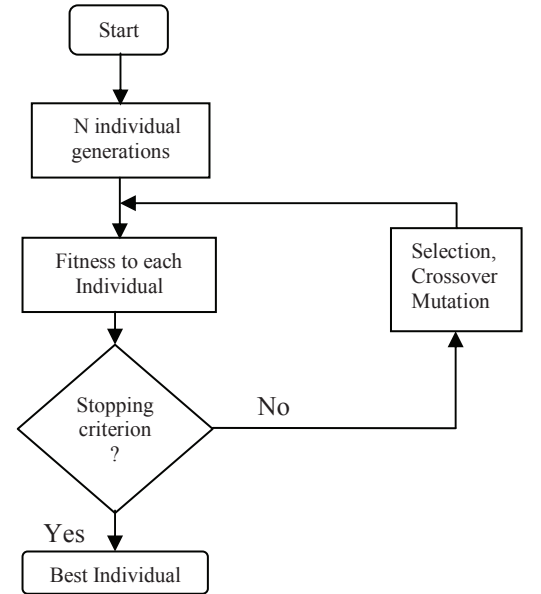 Start
N individual
generations
Fitness to each
Individual
Selection,
Crossover
Mutation
Stopping
criterion
?
No
Yes
Best Individual